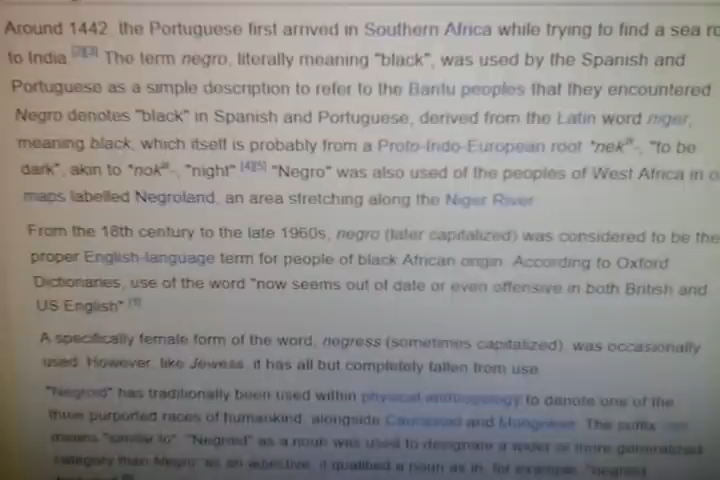 Around 1442, the Portuguese first arrived in Southern Africa while trying to find a sea ro
to India.[2][3] The term negro, literally meaning "black", was used by the Spanish and
Portuguese as a simple description to refer to the Bantu peoples that they encountered.
Negro denotes "black" in Spanish and Portuguese, derived from the Latin word niger,
meaning black, which itself is probably from a Proto-Indo-European root *nekʷ-, "to be
dark", akin to *nokʷ-, "night".[4][5] "Negro" was also used of the peoples of West Africa in o
maps labelled Negroland, an area stretching along the Niger River.
From the 18th century to the late 1960s, negro (later capitalized) was considered to be the
proper English-language term for people of black African origin. According to Oxford
Dictionaries, use of the word "now seems out of date or even offensive in both British and
US English".[1]
A specifically female form of the word, negress (sometimes capitalized), was occasionally
used. However, like Jewess, it has all but completely fallen from use.
"Negroid" has traditionally been used within physical anthropology to denote one of the
three purported races of humankind, alongside Caucasoid and Mongoloid. The suffix -oid
means "similar to". "Negroid" as a noun was used to designate a wider or more generalized
category than Negro; as an adjective, it qualified a noun as in, for example, "negroid